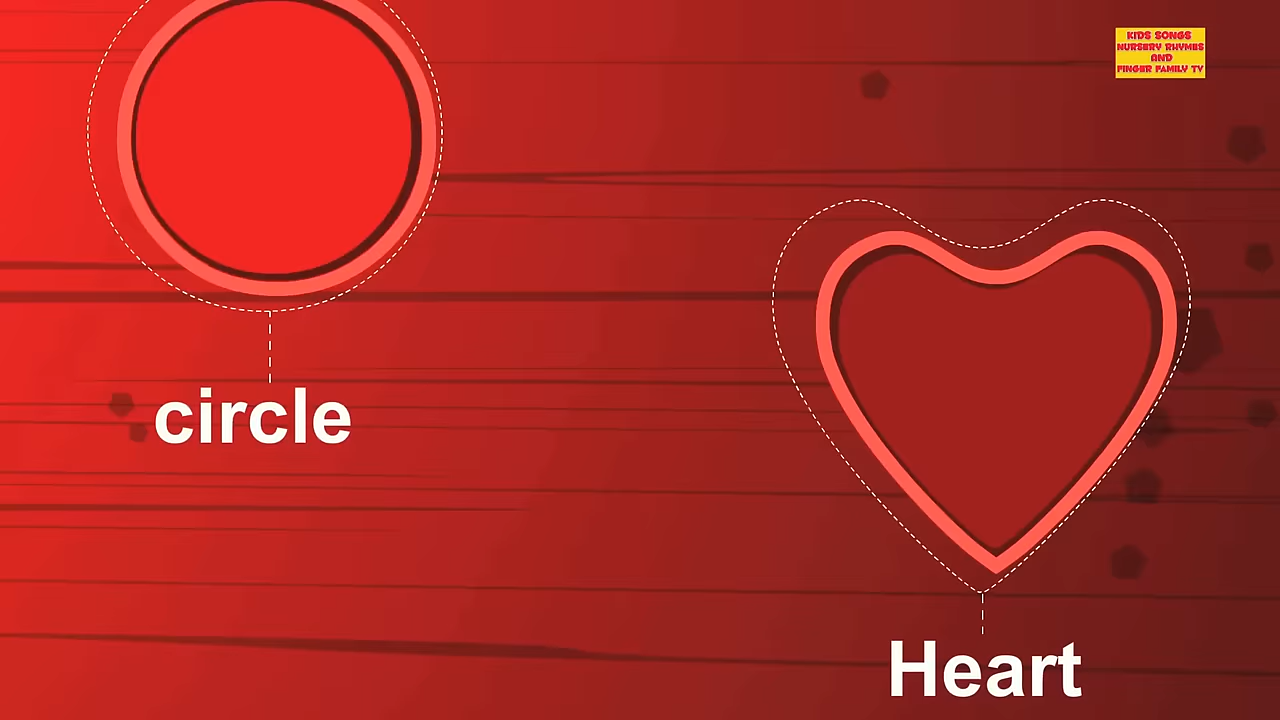 KIDS SONGS
NURSERY RHYMES
AND
FINGER FAMILY TV
circle
Heart